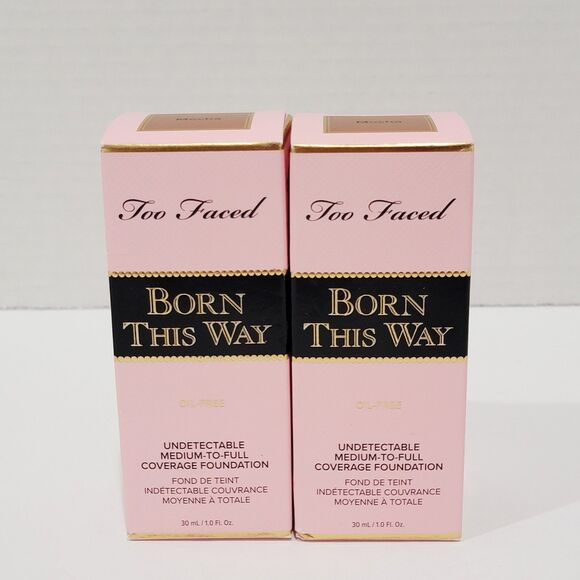 Mocha
Too Faced
BORN
THIS WAY
OIL-FREE
UNDETECTABLE
MEDIUM-TO-FULL
COVERAGE FOUNDATION
FOND DE TEINT
INDÉTECTABLE COUVRANCE
MOYENNE À TOTALE
30 mL / 1.0 Fl. Oz.
Mocha
Too Faced
BORN
THIS WAY
OIL-FREE
UNDETECTABLE
MEDIUM-TO-FULL
COVERAGE FOUNDATION
FOND DE TEINT
INDÉTECTABLE COUVRANCE
MOYENNE À TOTALE
30 mL / 1.0 Fl. Oz.